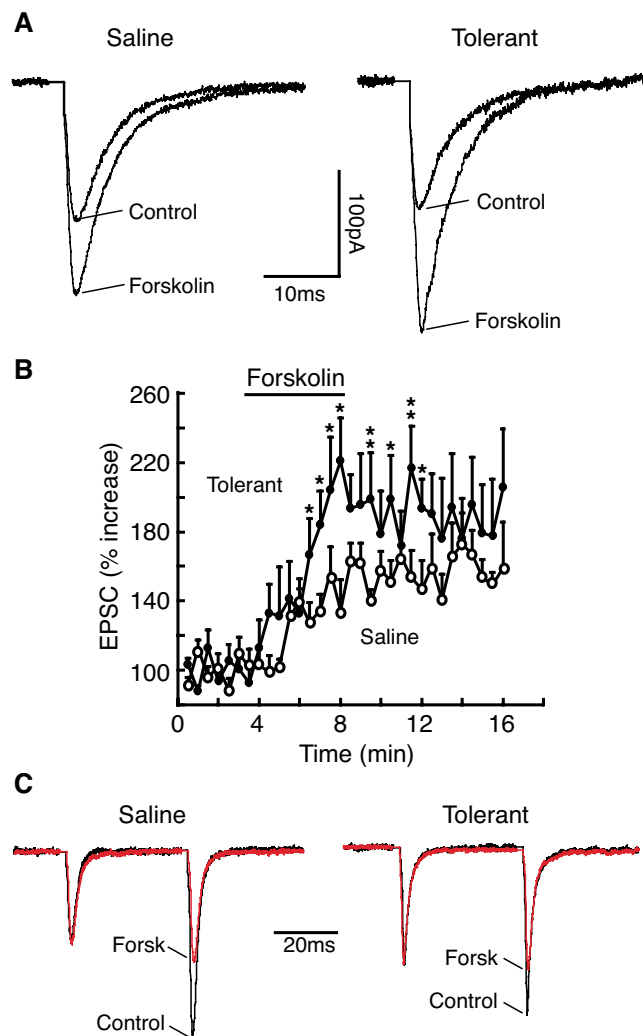 A
Saline
Tolerant
Control
Forskolin
100pA
10ms
Control
Forskolin
B
Forskolin
260
220
180
140
100
EPSC (% increase)
Tolerant
Saline
* * * * ** * ** *
0 4 8 12 16
Time (min)
C
Saline
Tolerant
Forsk
Control
20ms
Forsk
Control